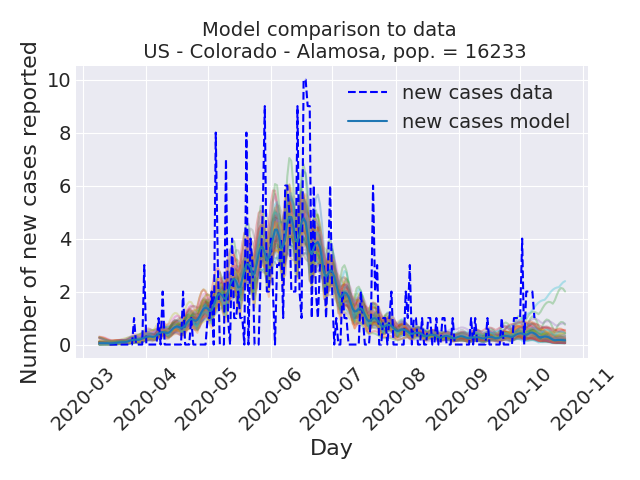 Model comparison to data
US - Colorado - Alamosa, pop. = 16233
Number of new cases reported
10
8
6
4
2
0
new cases data
new cases model
2020-03
2020-04
2020-05
2020-06
2020-07
2020-08
2020-09
2020-10
2020-11
Day